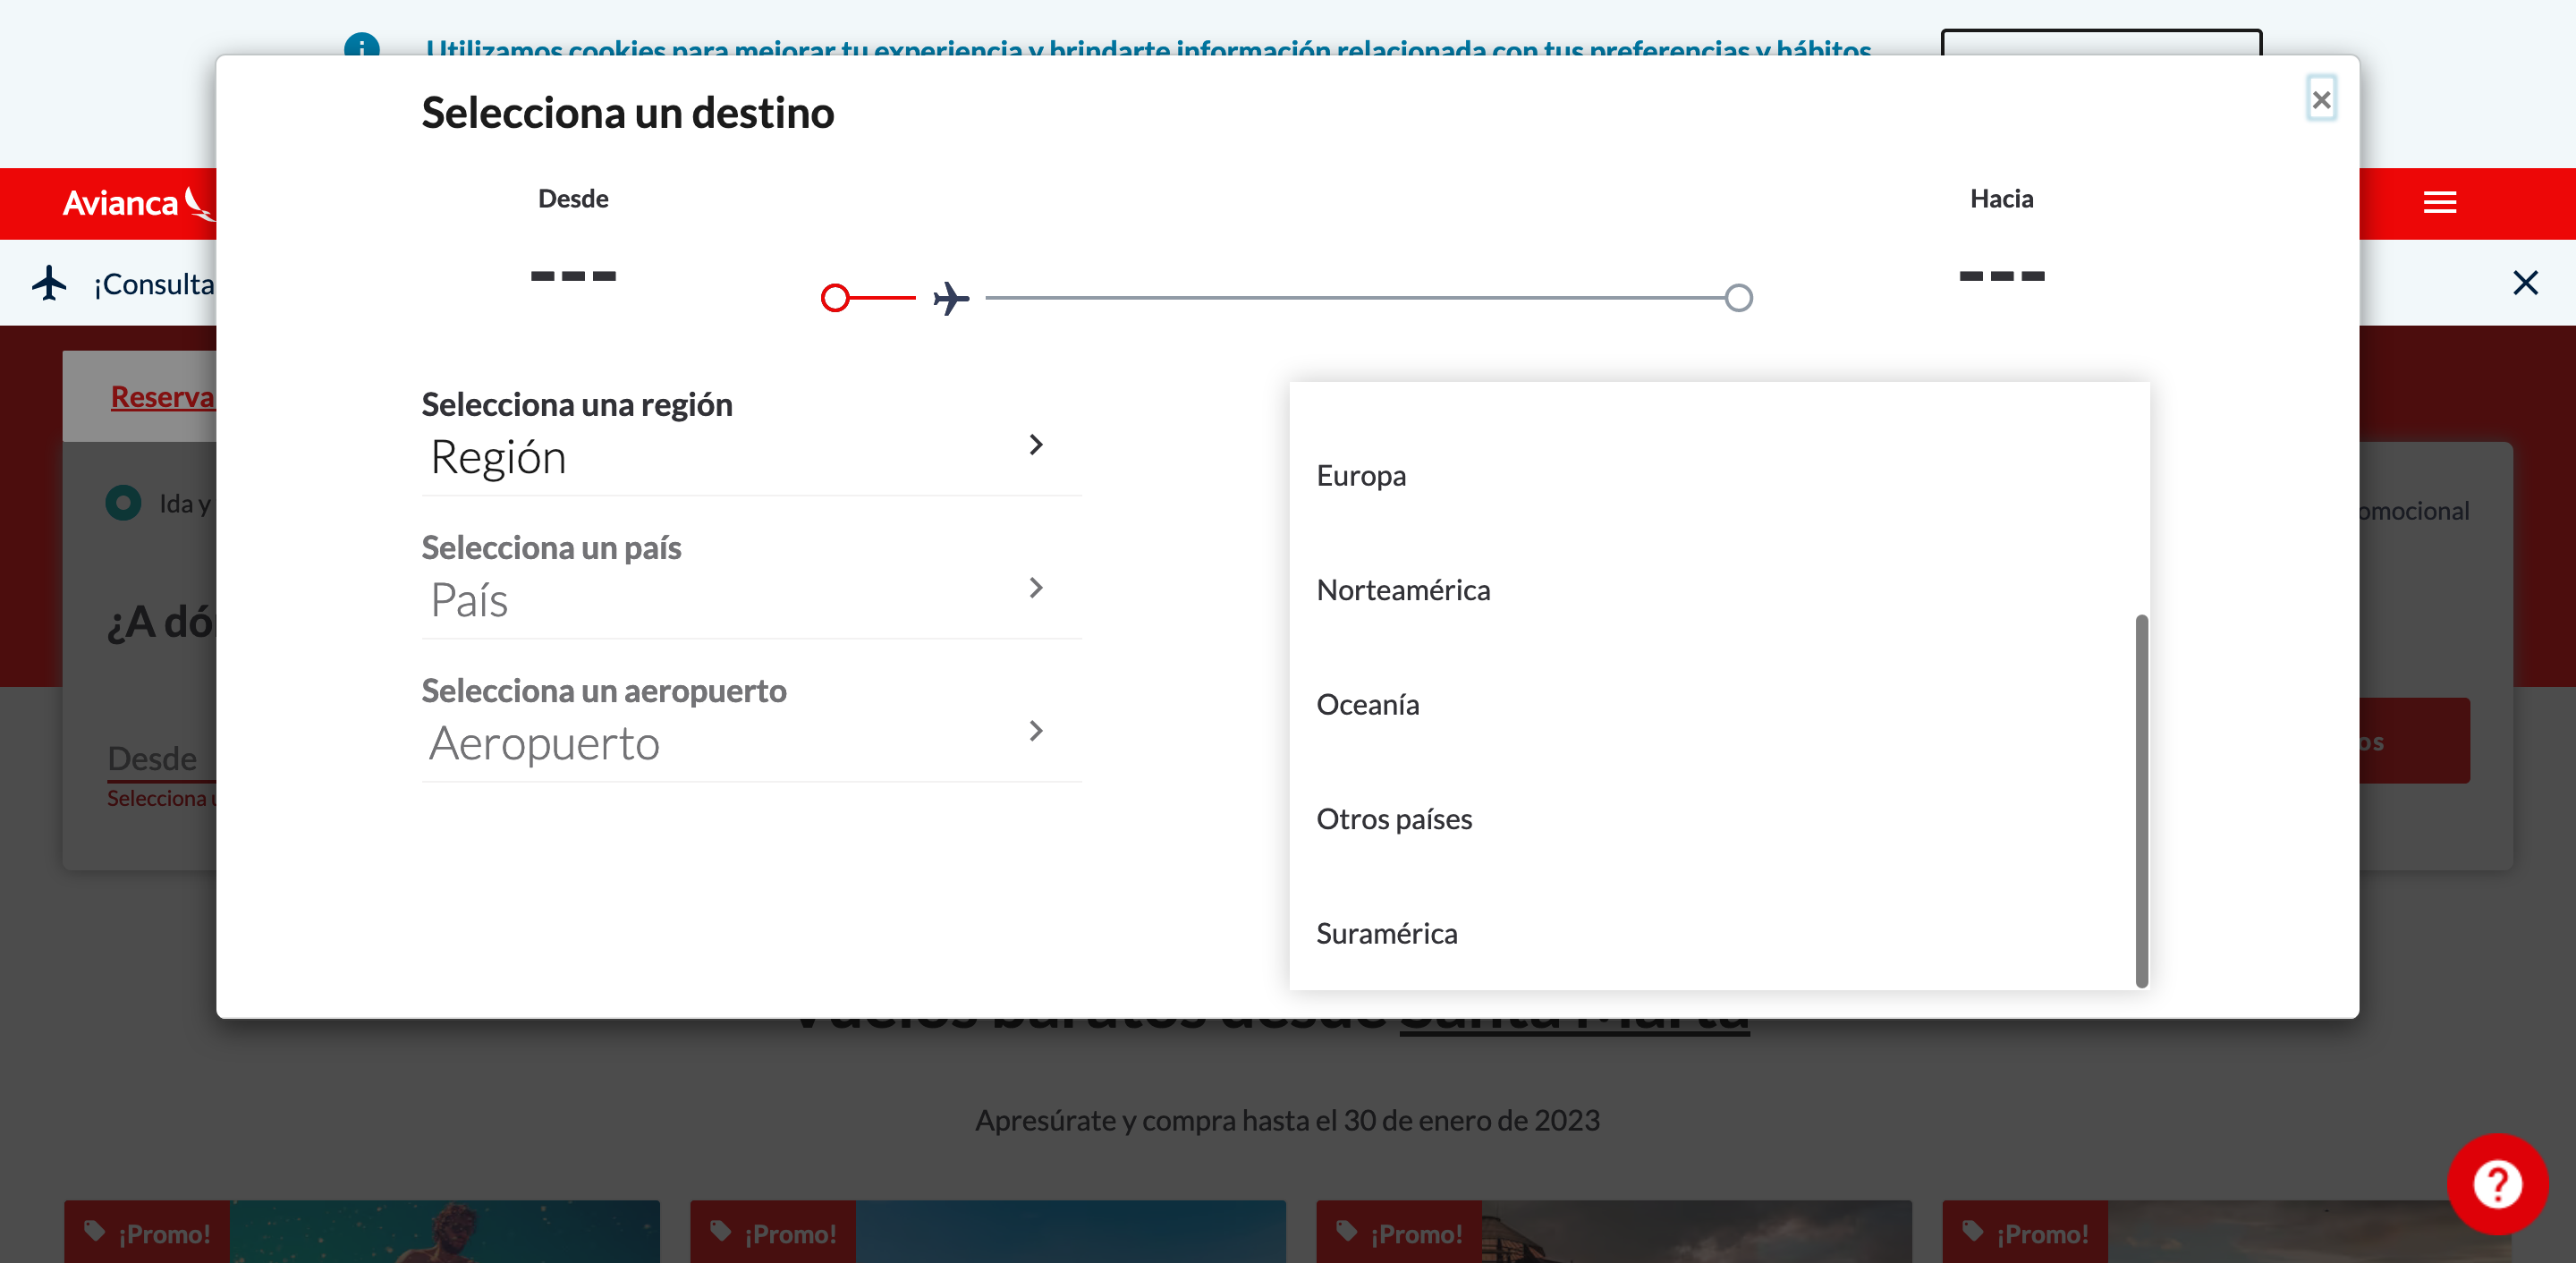 Utilizamos cookies para mejorar tu experiencia y brindarte información relacionada con tus preferencias y hábitos
Selecciona un destino
×
Desde
Hacia
Avianca
---
---
¡Consulta
Reserva
Selecciona una región
Región
Ida y
omocional
Selecciona un país
País
¿A dó
Selecciona un aeropuerto
Aeropuerto
Desde
Selecciona
os
Europa
Norteamérica
Oceanía
Otros países
Suramérica
Vuelos baratos desde Santa Marta
Apresúrate y compra hasta el 30 de enero de 2023
¡Promo!
¡Promo!
¡Promo!
¡Promo!
?